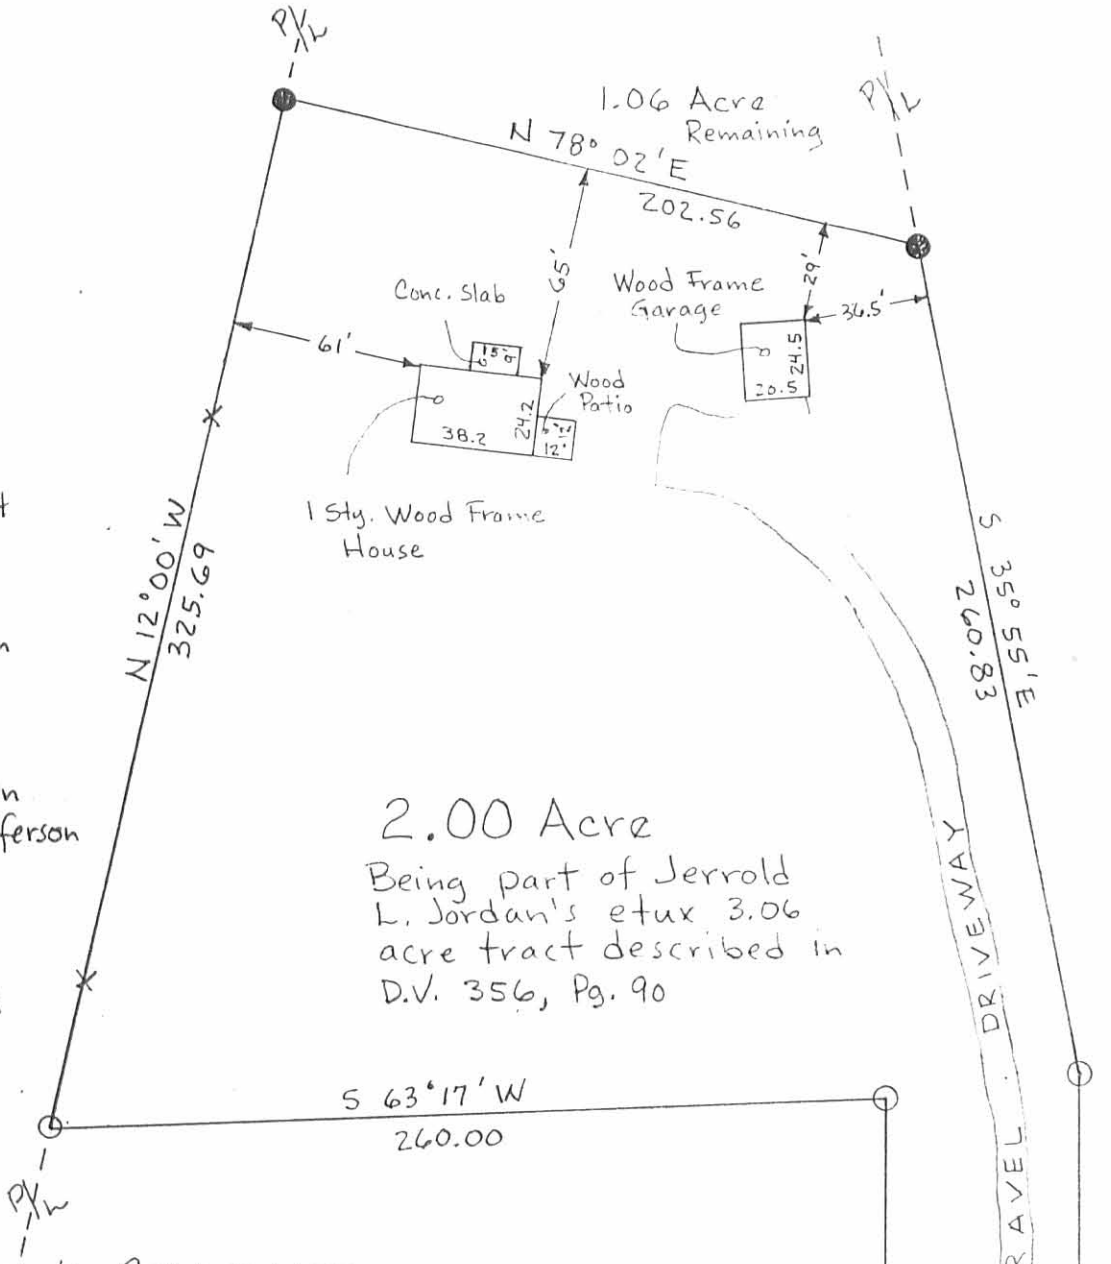 P/L
1.06 Acre
Remaining
P/L
N 78° 02' E
202.56
65'
29'
Conc. Slab
Wood Frame
Garage
36.5'
61'
15'
24.5
20.5
Wood
Patio
24.2
38.2
12'
1 Sty. Wood Frame
House
N 12° 00' W
325.69
S 35° 55' E
260.83
n
ferson
2.00 Acre
Being part of Jerrold
L. Jordan's etux 3.06
acre tract described in
D.V. 356, Pg. 90
DRIVEWAY
RAVEL
S 63° 17' W
260.00
P/L